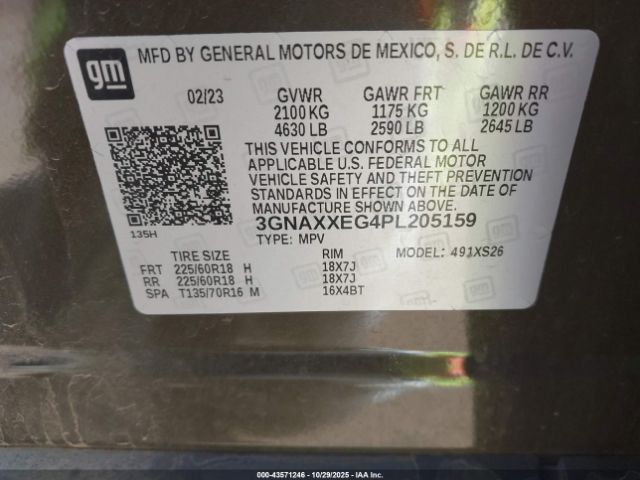 gm
MFD BY GENERAL MOTORS DE MEXICO, S. DE R.L. DE C.V.
02/23 GVWR GAWR FRT GAWR RR
2100 KG 1175 KG 1200 KG
4630 LB 2590 LB 2645 LB
THIS VEHICLE CONFORMS TO ALL
APPLICABLE U.S. FEDERAL MOTOR
VEHICLE SAFETY AND THEFT PREVENTION
STANDARDS IN EFFECT ON THE DATE OF
MANUFACTURE SHOWN ABOVE.
3GNAXXEG4PL205159
135H TYPE: MPV
TIRE SIZE RIM MODEL: 491XS26
FRT 225/60R18 H 18X7J
RR 225/60R18 H 18X7J
SPA T135/70R16 M 16X4BT
000-43571246 - 10/29/2025 - IAA Inc.